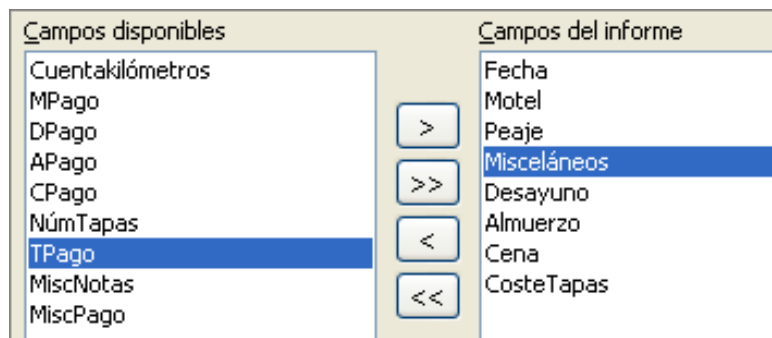 Campos disponibles
Cuentakilómetros
MPago
DPago
APago
CPago
NúmTapas
TPago
MiscNotas
MiscPago
>
>>
<
<<
Campos del informe
Fecha
Motel
Peaje
Misceláneos
Desayuno
Almuerzo
Cena
CosteTapas